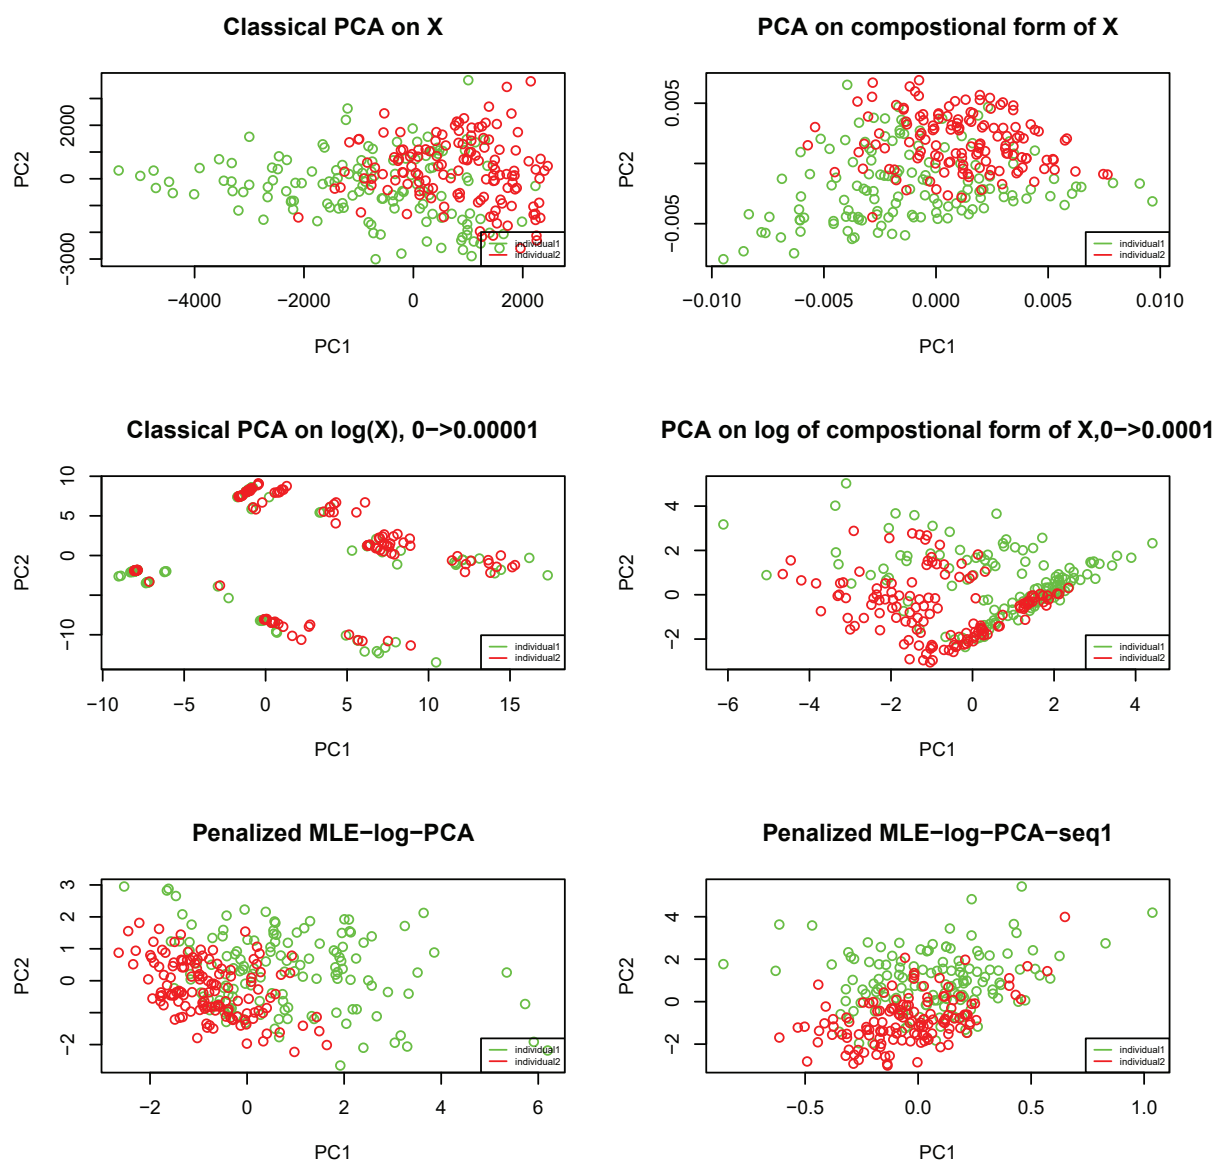 Classical PCA on X
PC2
−3000 0 2000
−4000 −2000 0 2000
PC1
individual1
individual2
PCA on compostional form of X
PC2
−0.005 0.005
−0.010 −0.005 0.000 0.005 0.010
PC1
individual1
individual2
Classical PCA on log(X), 0−>0.00001
PC2
−10 0 5 10
−10 −5 0 5 10 15
PC1
individual1
individual2
PCA on log of compostional form of X,0−>0.0001
PC2
−2 0 2 4
−6 −4 −2 0 2 4
PC1
individual1
individual2
Penalized MLE−log−PCA
PC2
−2 0 1 2 3
−2 0 2 4 6
PC1
individual1
individual2
Penalized MLE−log−PCA−seq1
PC2
−2 0 2 4
−0.5 0.0 0.5 1.0
PC1
individual1
individual2